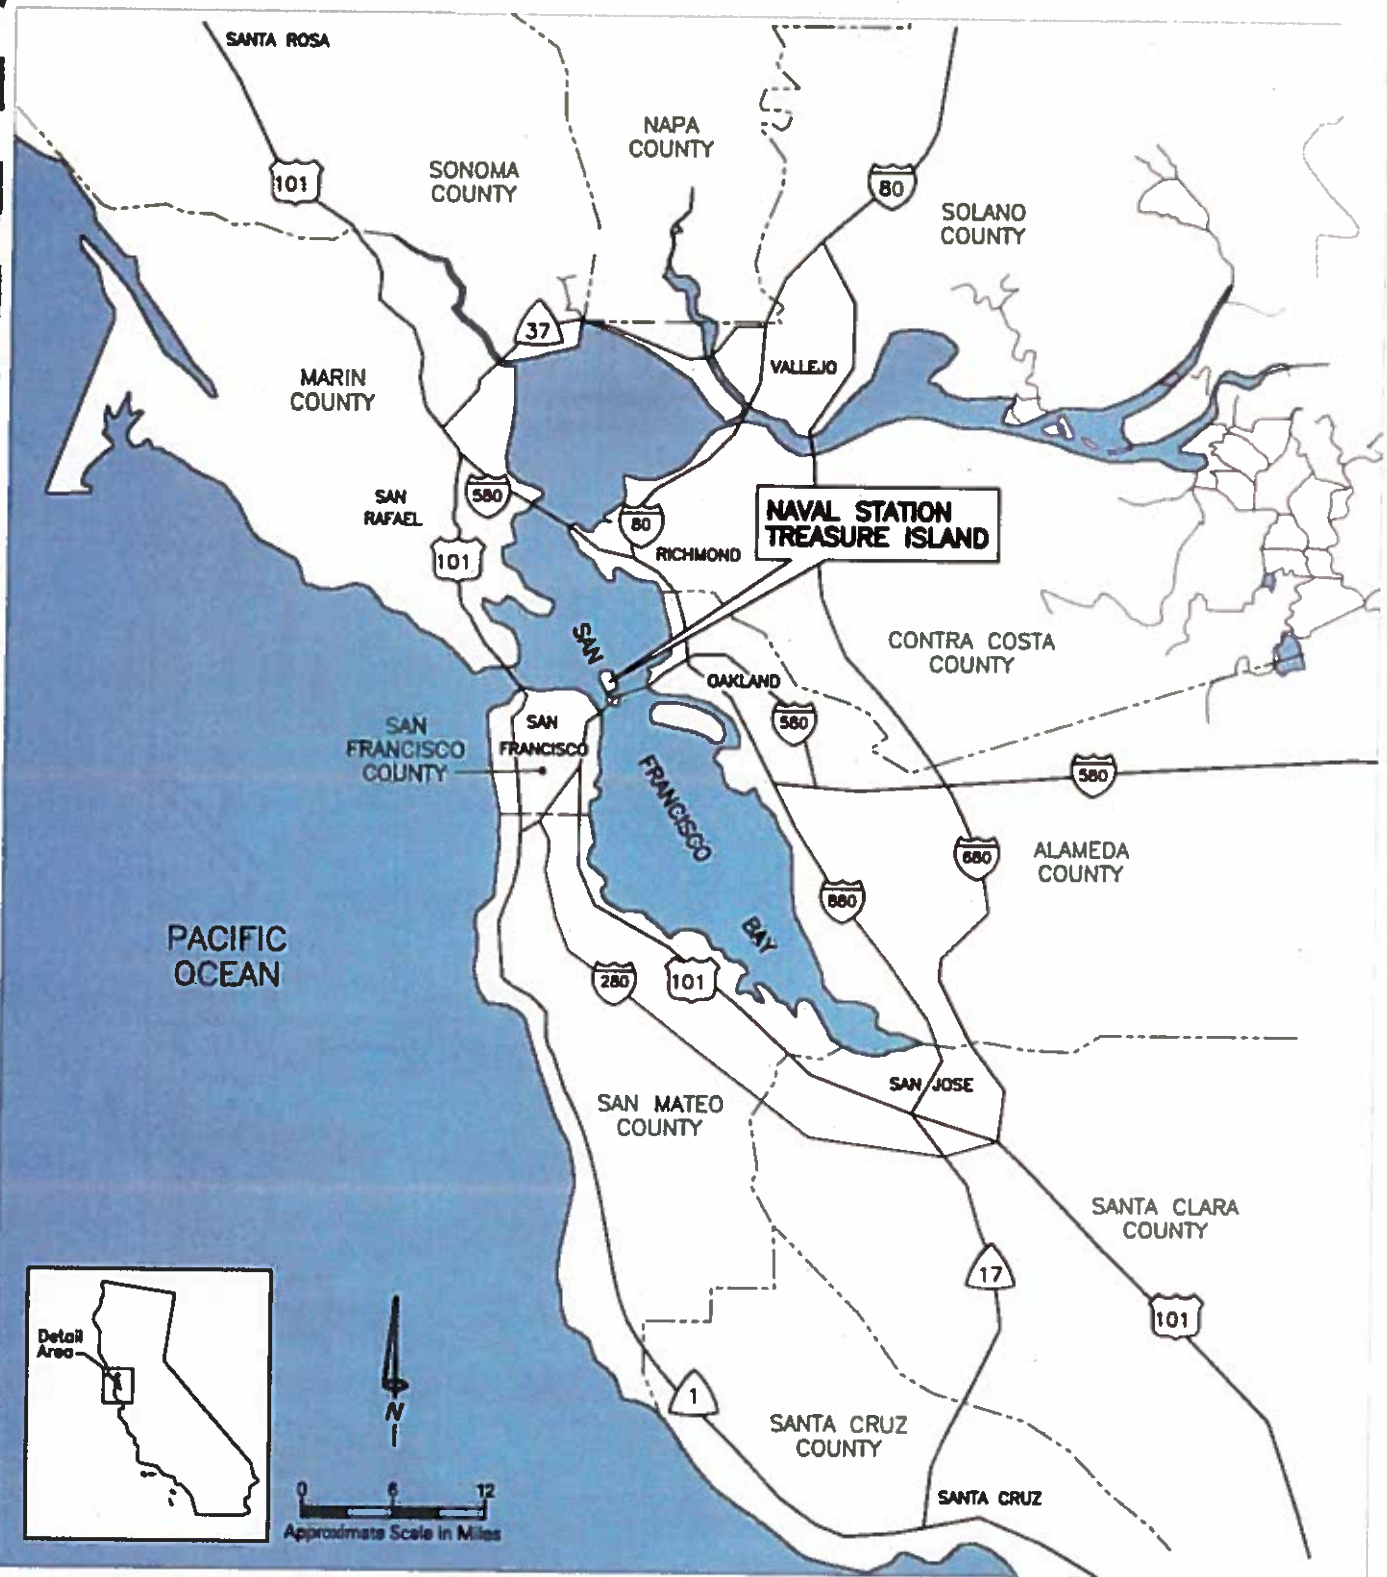 SANTA ROSA
NAPA
COUNTY
SONOMA
COUNTY
101
80
SOLANO
COUNTY
37
VALLEJO
MARIN
COUNTY
SAN
RAFAEL
580
80
NAVAL STATION
TREASURE ISLAND
RICHMOND
101
SAN
FRANCISCO
BAY
CONTRA COSTA
COUNTY
OAKLAND
580
SAN
FRANCISCO
COUNTY
SAN
FRANCISCO
580
680
ALAMEDA
COUNTY
880
PACIFIC
OCEAN
280
101
SAN JOSE
SAN MATEO
COUNTY
SANTA CLARA
COUNTY
17
101
1
SANTA CRUZ
COUNTY
SANTA CRUZ
Detail
Area
N
0 6 12
Approximate Scale in Miles